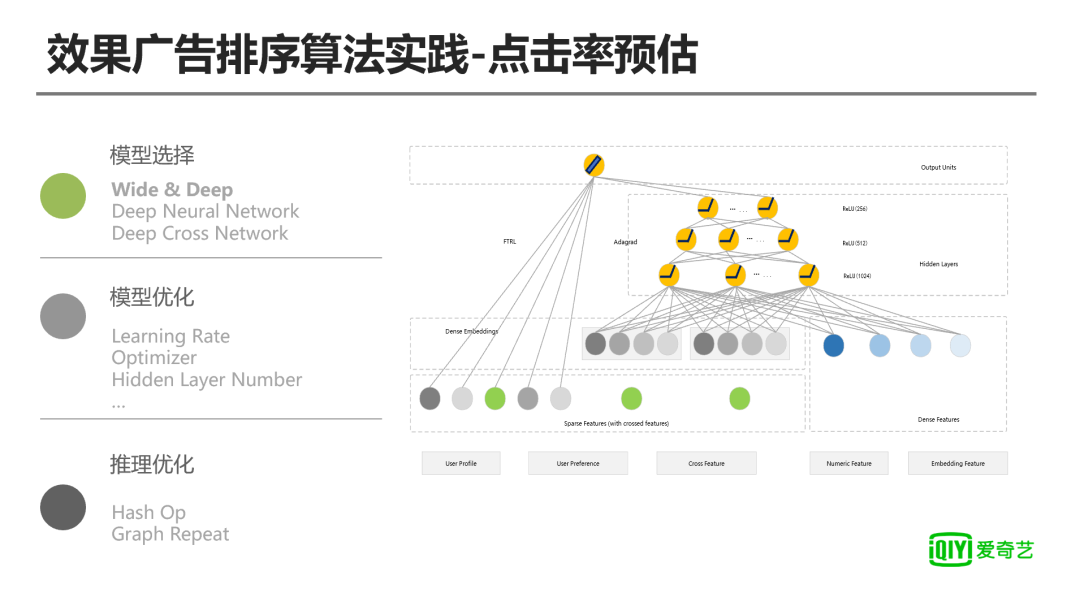 效果广告排序算法实践-点击率预估
模型选择
Wide & Deep
Deep Neural Network
Deep Cross Network
模型优化
Learning Rate
Optimizer
Hidden Layer Number
...
推理优化
Hash Op
Graph Repeat
Output Units
... ...
ReLU (256)
FTRL
Adagrad
... ...
ReLU (512)
Hidden Layers
... ...
ReLU (1024)
Dense Embeddings
Sparse Features (with crossed features)
Dense Features
User Profile
User Preference
Cross Feature
Numeric Feature
Embedding Feature
iQIYI 爱奇艺